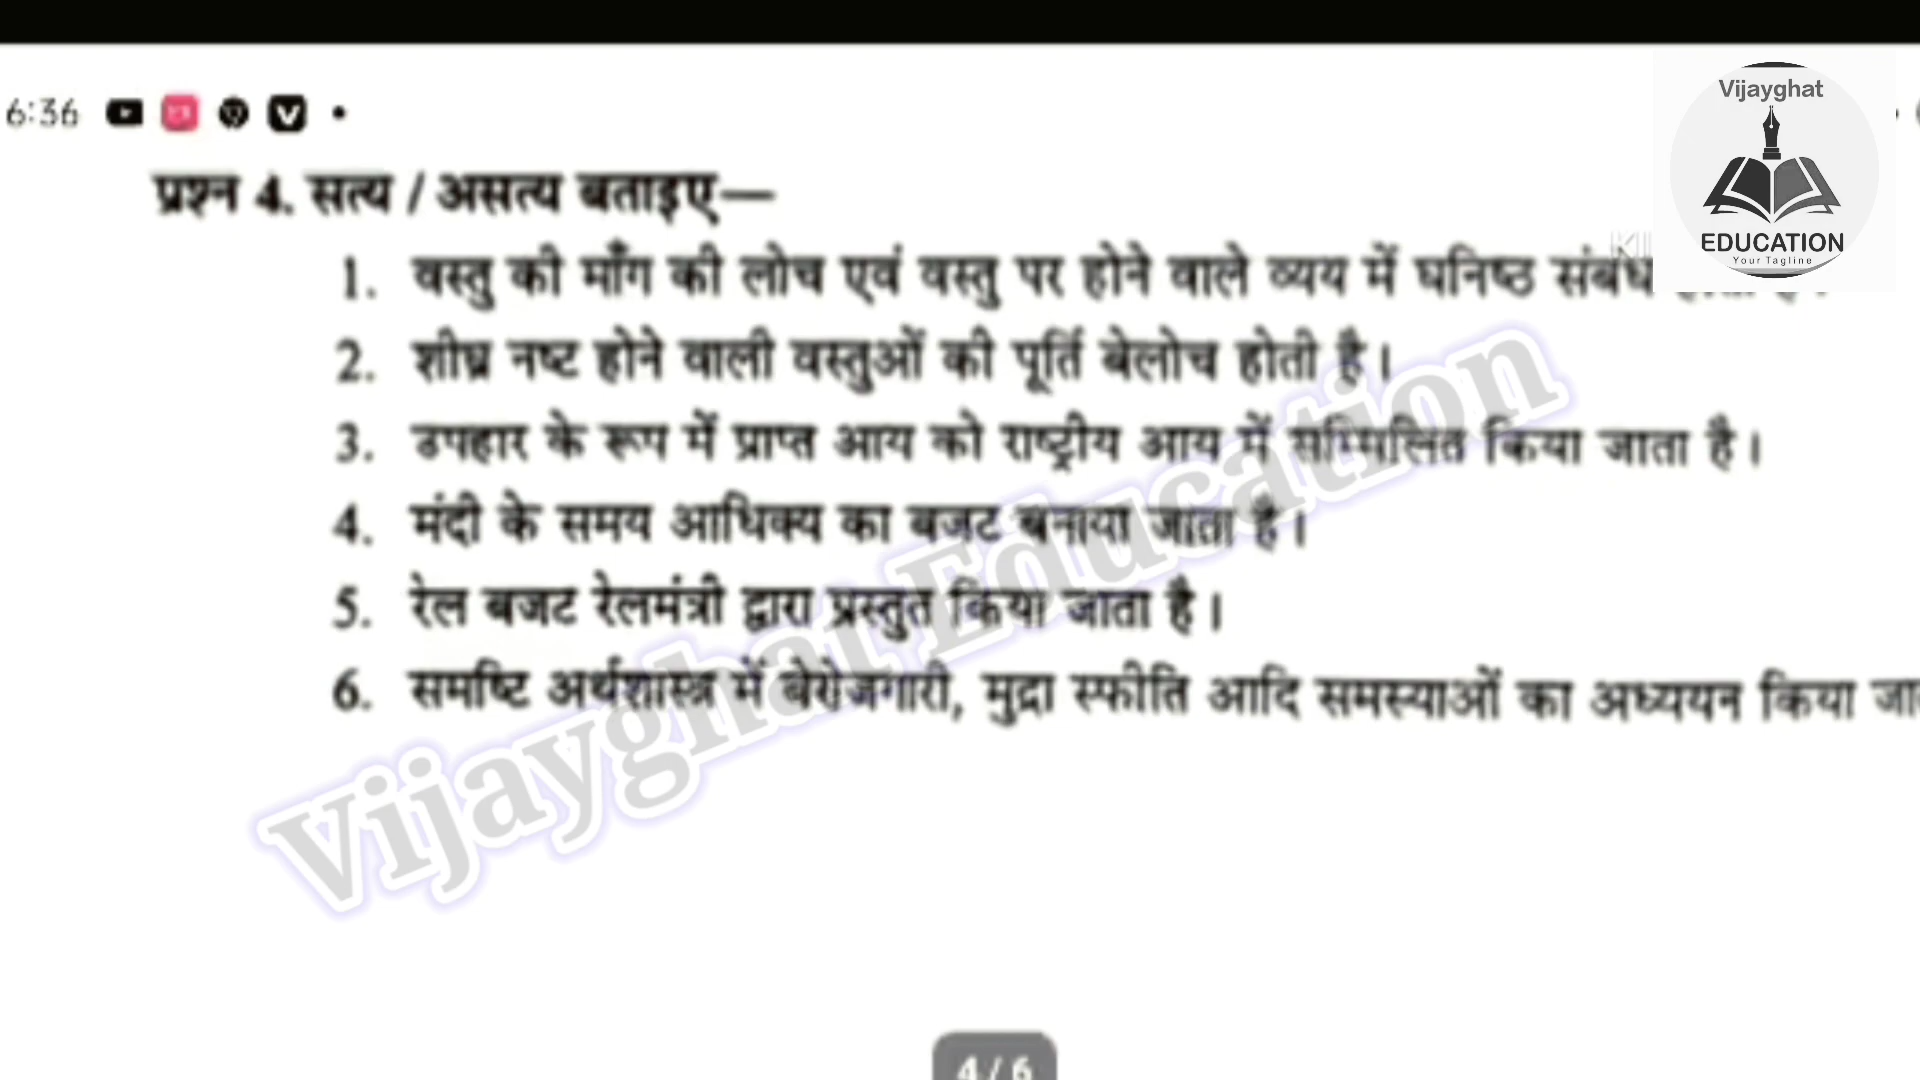 6:36
Vijayghat
EDUCATION
Your Tagline
प्रश्न 4. सत्य / असत्य बताइए—
1. वस्तु की माँग की लोच एवं वस्तु पर होने वाले व्यय में घनिष्ठ संबंध
2. शीघ्र नष्ट होने वाली वस्तुओं की पूर्ति बेलोच होती है।
3. उपहार के रूप में प्राप्त आय को राष्ट्रीय आय में सम्मिलित किया जाता है।
4. मंदी के समय आधिक्य का बजट बनाया जाता है।
5. रेल बजट रेलमंत्री द्वारा प्रस्तुत किया जाता है।
6. समष्टि अर्थशास्त्र में बेरोजगारी, मुद्रा स्फीति आदि समस्याओं का अध्ययन किया
Vijayghat Education
4 / 6